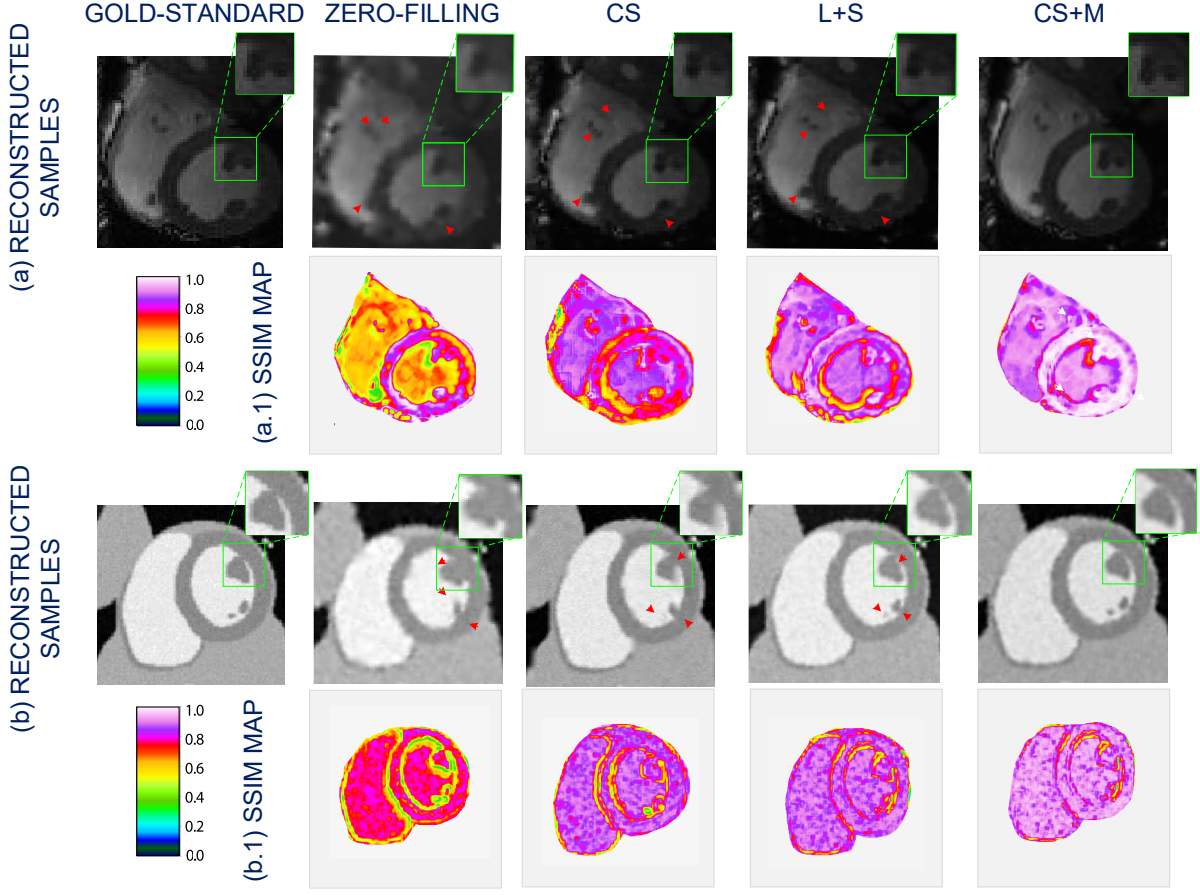 GOLD-STANDARD
ZERO-FILLING
CS
L+S
CS+M
(a) RECONSTRUCTED
SAMPLES
(a.1) SSIM MAP
1.0
0.8
0.6
0.4
0.2
0.0
(b) RECONSTRUCTED
SAMPLES
(b.1) SSIM MAP
1.0
0.8
0.6
0.4
0.2
0.0